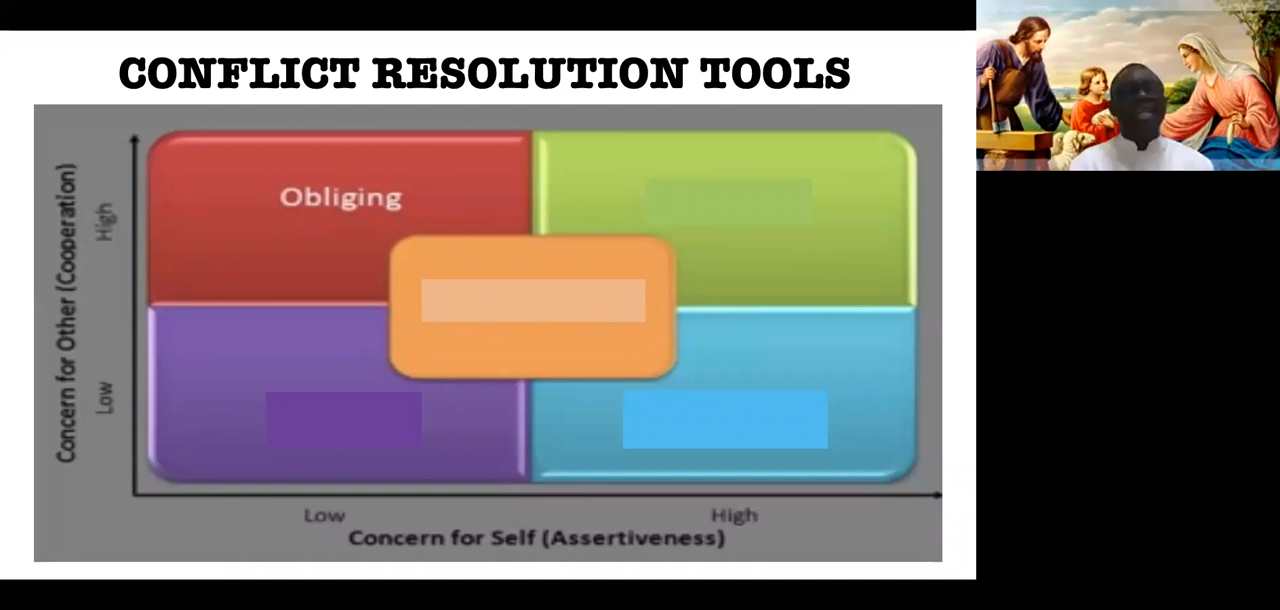 CONFLICT RESOLUTION TOOLS
Concern for Other (Cooperation)
High
Low
Obliging
Low
High
Concern for Self (Assertiveness)